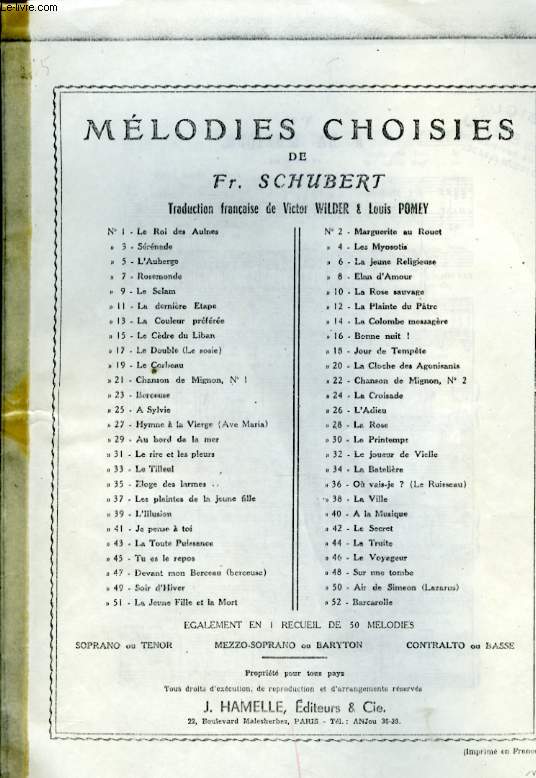 Le-livre.com
MÉLODIES CHOISIES
DE
Fr. SCHUBERT
Traduction française de Victor WILDER & Louis POMEY
N° 1 - Le Roi des Aulnes
» 3 - Sérénade
» 5 - L'Auberge
» 7 - Rosemonde
» 9 - Le Selam
» 11 - La dernière Etape
» 13 - La Couleur préférée
» 15 - Le Cèdre du Liban
» 17 - Le Double (Le sosie)
» 19 - Le Corbeau
» 21 - Chanson de Mignon, N° 1
» 23 - Berceuse
» 25 - A Sylvie
» 27 - Hymne à la Vierge (Ave Maria)
» 29 - Au bord de la mer
» 31 - Le rire et les pleurs
» 33 - Le Tilleul
» 35 - Eloge des larmes
» 37 - Les plaintes de la jeune fille
» 39 - L'Illusion
» 41 - Je pense à toi
» 43 - La Toute Puissance
» 45 - Tu es le repos
» 47 - Devant mon Berceau (berceuse)
» 49 - Soir d'Hiver
» 51 - La Jeune Fille et la Mort
N° 2 - Marguerite au Rouet
» 4 - Les Myosotis
» 6 - La jeune Religieuse
» 8 - Elan d'Amour
» 10 - La Rose sauvage
» 12 - La Plainte du Pâtre
» 14 - La Colombe messagère
» 16 - Bonne nuit !
» 18 - Jour de Tempête
» 20 - La Cloche des Agonisants
» 22 - Chanson de Mignon, N° 2
» 24 - La Croisade
» 26 - L'Adieu
» 28 - La Rose
» 30 - Le Printemps
» 32 - Le joueur de Vielle
» 34 - La Batelière
» 36 - Où vais-je ? (Le Ruisseau)
» 38 - La Ville
» 40 - A la Musique
» 42 - Le Secret
» 44 - La Truite
» 46 - Le Voyageur
» 48 - Sur une tombe
» 50 - Air de Simeon (Lazarus)
» 52 - Barcarolle
EGALEMENT EN 1 RECUEIL DE 50 MELODIES
SOPRANO ou TENOR MEZZO-SOPRANO ou BARYTON CONTRALTO ou BASSE
Propriété pour tous pays
Tous droits d'exécution, de reproduction et d'arrangements réservés
J. HAMELLE, Éditeurs & Cie.
22, Boulevard Malesherbes, PARIS - Tél. : ANJou
(Imprimé en France